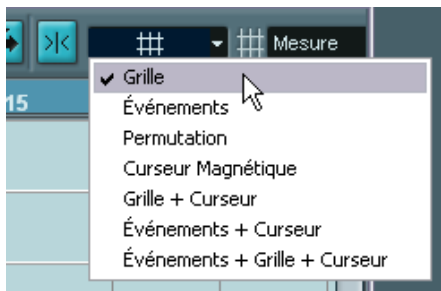 Mesure
Grille
15
Événements
Permutation
Curseur Magnétique
Grille + Curseur
Événements + Curseur
Événements + Grille + Curseur